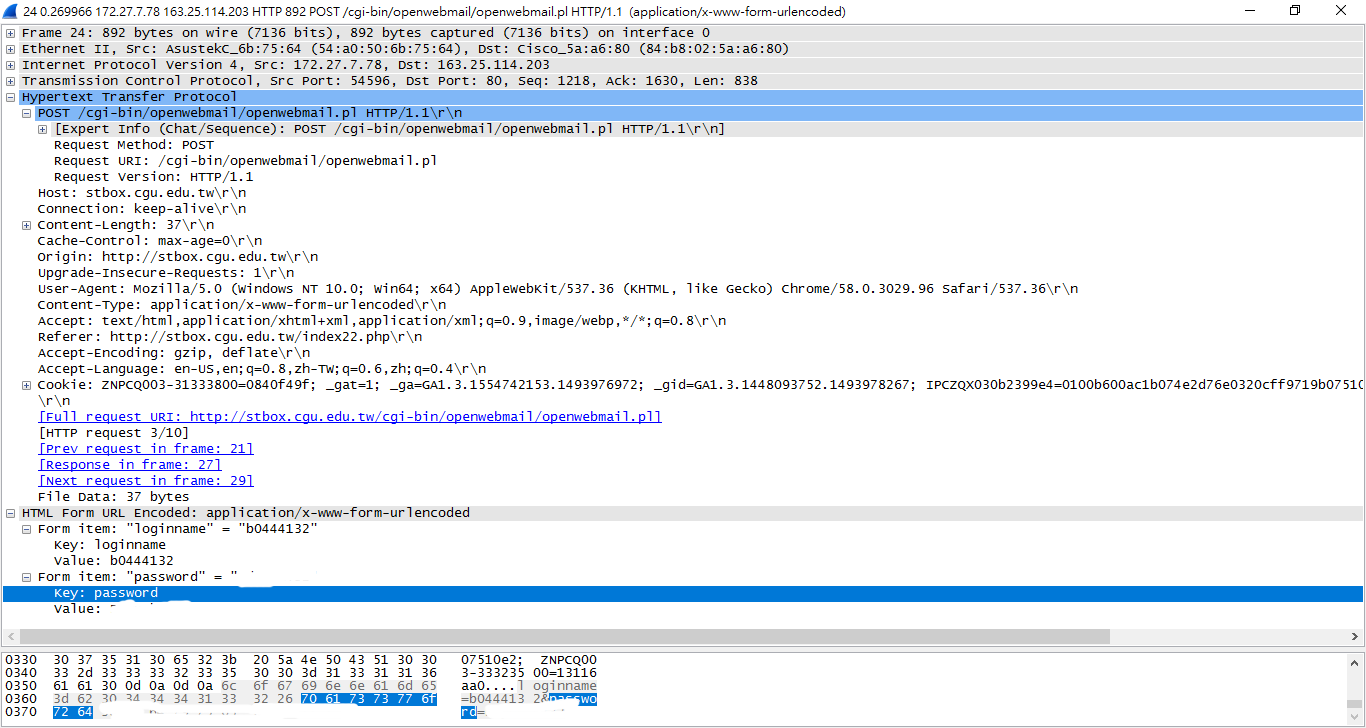 24 0.269966 172.27.7.78 163.25.114.203 HTTP 892 POST /cgi-bin/openwebmail/openwebmail.pl HTTP/1.1 (application/x-www-form-urlencoded)
Frame 24: 892 bytes on wire (7136 bits), 892 bytes captured (7136 bits) on interface 0
Ethernet II, Src: AsustekC_6b:75:64 (54:a0:50:6b:75:64), Dst: Cisco_5a:a6:80 (84:b8:02:5a:a6:80)
Internet Protocol Version 4, Src: 172.27.7.78, Dst: 163.25.114.203
Transmission Control Protocol, Src Port: 54596, Dst Port: 80, Seq: 1218, Ack: 1630, Len: 838
Hypertext Transfer Protocol
POST /cgi-bin/openwebmail/openwebmail.pl HTTP/1.1\r\n
[Expert Info (Chat/Sequence): POST /cgi-bin/openwebmail/openwebmail.pl HTTP/1.1\r\n]
Request Method: POST
Request URI: /cgi-bin/openwebmail/openwebmail.pl
Request Version: HTTP/1.1
Host: stbox.cgu.edu.tw\r\n
Connection: keep-alive\r\n
Content-Length: 37\r\n
Cache-Control: max-age=0\r\n
Origin: http://stbox.cgu.edu.tw\r\n
Upgrade-Insecure-Requests: 1\r\n
User-Agent: Mozilla/5.0 (Windows NT 10.0; Win64; x64) AppleWebKit/537.36 (KHTML, like Gecko) Chrome/58.0.3029.96 Safari/537.36\r\n
Content-Type: application/x-www-form-urlencoded\r\n
Accept: text/html,application/xhtml+xml,application/xml;q=0.9,image/webp,*/*;q=0.8\r\n
Referer: http://stbox.cgu.edu.tw/index22.php\r\n
Accept-Encoding: gzip, deflate\r\n
Accept-Language: en-US,en;q=0.8,zh-TW;q=0.6,zh;q=0.4\r\n
Cookie: ZNPCQ003-31333800=0840f49f; _gat=1; _ga=GA1.3.1554742153.1493976972; _gid=GA1.3.1448093752.1493978267; IPCZQX030b2399e4=0100b600ac1b074e2d76e0320cff9719b07510
\r\n
[Full request URI: http://stbox.cgu.edu.tw/cgi-bin/openwebmail/openwebmail.pl]
[HTTP request 3/10]
[Prev request in frame: 21]
[Response in frame: 27]
[Next request in frame: 29]
File Data: 37 bytes
HTML Form URL Encoded: application/x-www-form-urlencoded
Form item: "loginname" = "b0444132"
Key: loginname
Value: b0444132
Form item: "password" = "
Key: password
Value:
0330 30 37 35 31 30 65 32 3b 20 5a 4e 50 43 51 30 30 07510e2; ZNPCQ00
0340 33 2d 33 33 33 32 33 35 30 30 3d 31 33 31 31 36 3-333235 00=13116
0350 61 61 30 0d 0a 0d 0a 6c 6f 67 69 6e 6e 61 6d 65 aa0....l oginname
0360 3d 62 30 34 34 34 31 33 32 26 70 61 73 73 77 6f =b044413 2&passwo
0370 72 64 rd=